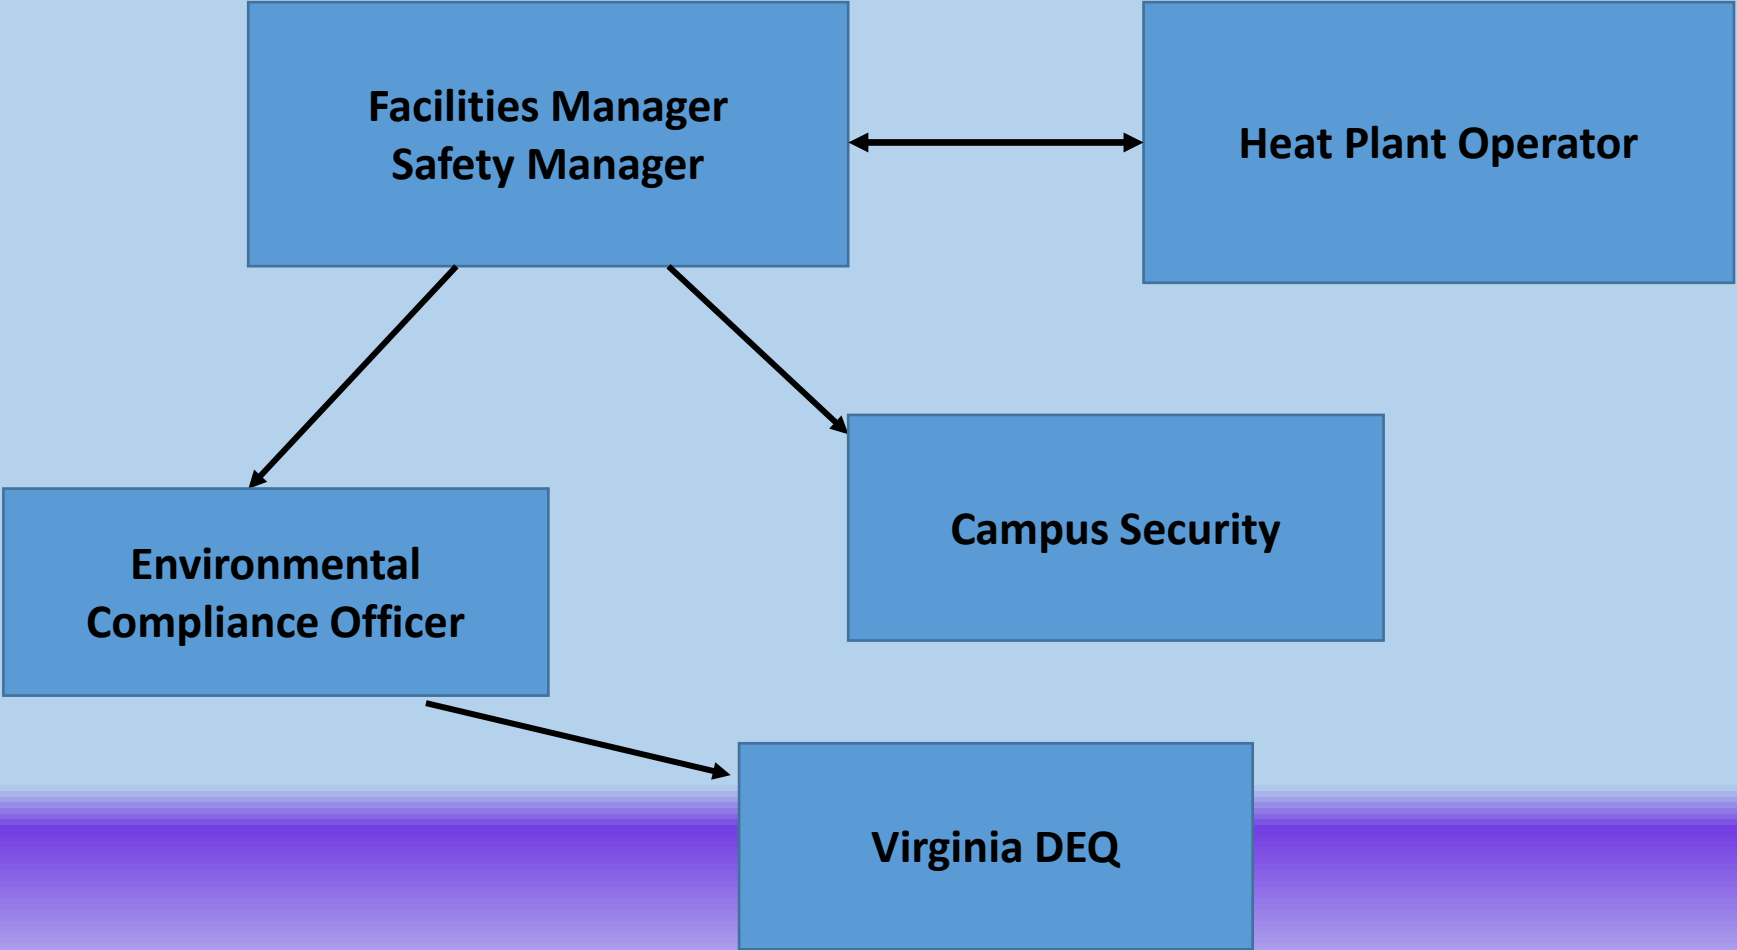 Facilities Manager
Safety Manager
Heat Plant Operator
Campus Security
Environmental
Compliance Officer
Virginia DEQ